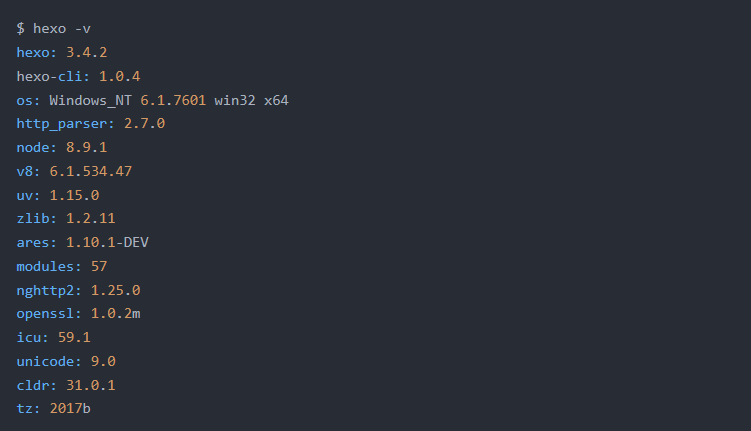 $ hexo -v
hexo: 3.4.2
hexo-cli: 1.0.4
os: Windows_NT 6.1.7601 win32 x64
http_parser: 2.7.0
node: 8.9.1
v8: 6.1.534.47
uv: 1.15.0
zlib: 1.2.11
ares: 1.10.1-DEV
modules: 57
nghttp2: 1.25.0
openssl: 1.0.2m
icu: 59.1
unicode: 9.0
cldr: 31.0.1
tz: 2017b